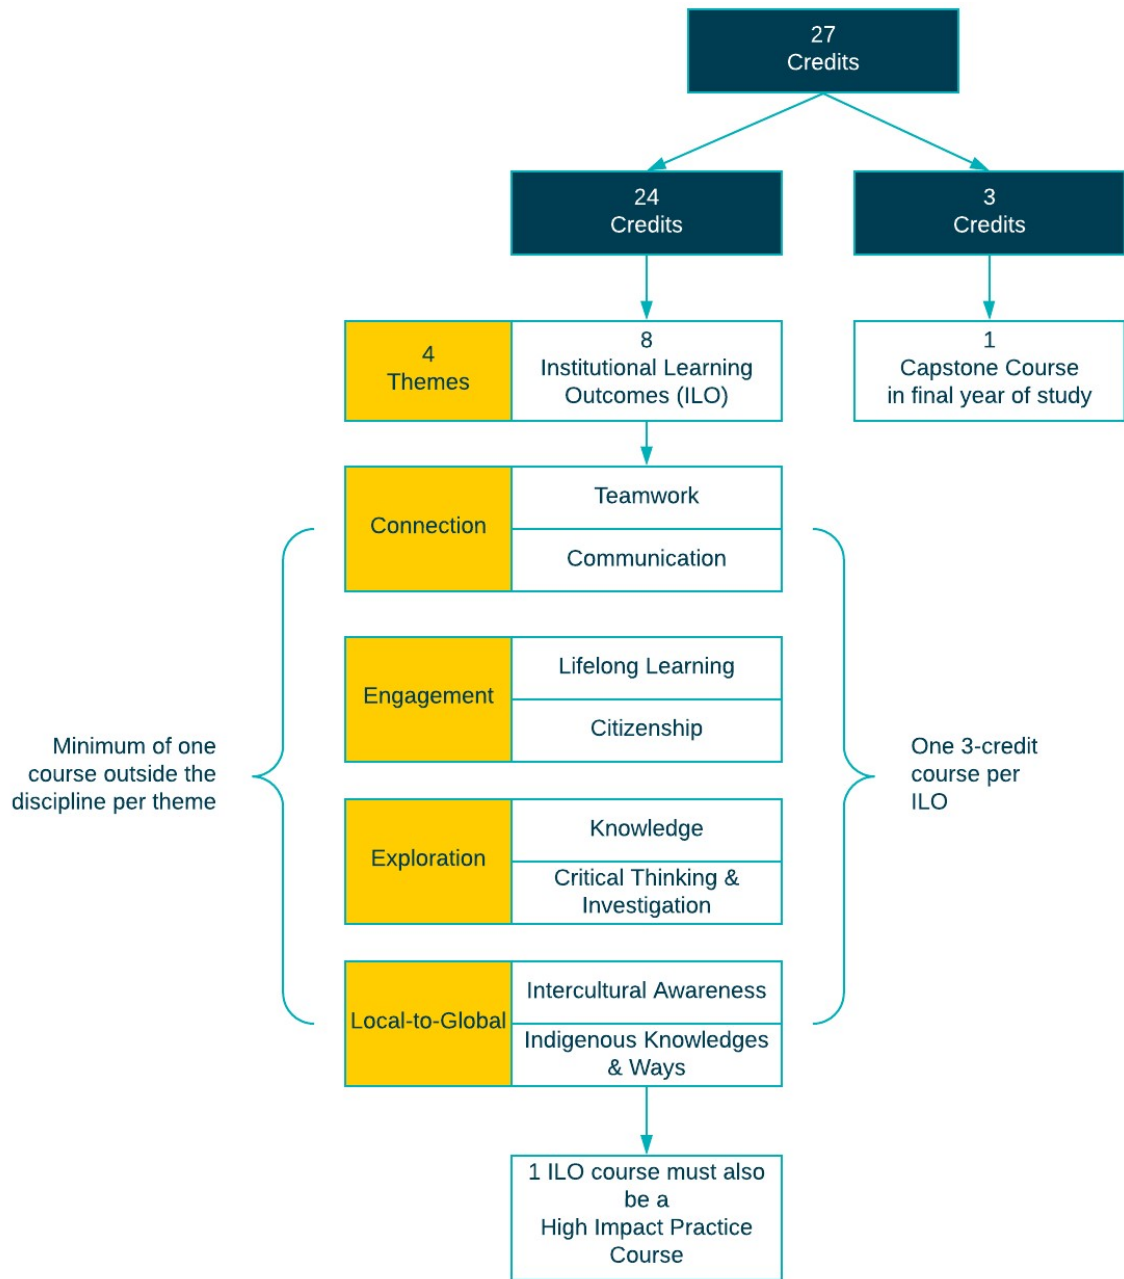 27
Credits
24
Credits
3
Credits
4
Themes
8
Institutional Learning
Outcomes (ILO)
1
Capstone Course
in final year of study
Connection
Teamwork
Communication
Engagement
Lifelong Learning
Citizenship
Minimum of one
course outside the
discipline per theme
One 3-credit
course per
ILO
Exploration
Knowledge
Critical Thinking &
Investigation
Local-to-Global
Intercultural Awareness
Indigenous Knowledges
& Ways
1 ILO course must also
be a
High Impact Practice
Course